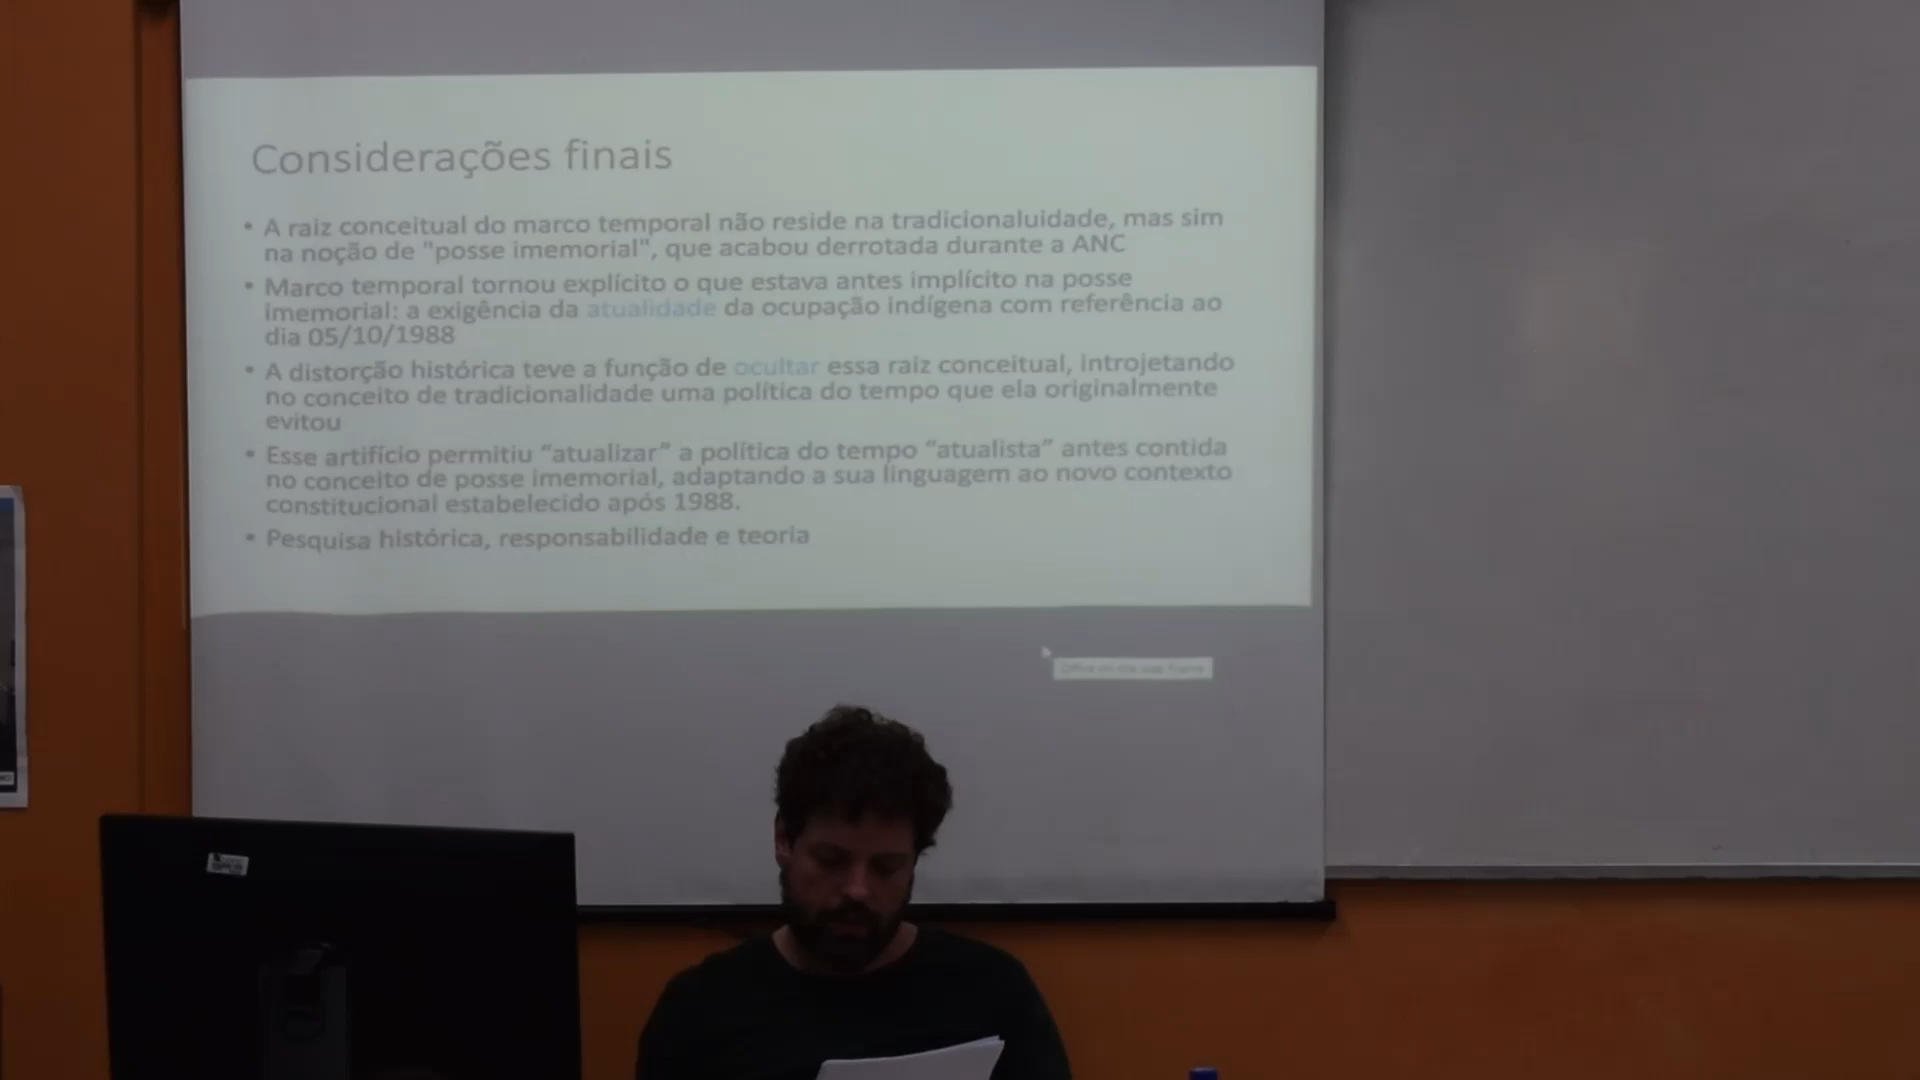 Considerações finais
• A raiz conceitual do marco temporal não reside na tradicionaluidade, mas sim
na noção de "posse imemorial", que acabou derrotada durante a ANC
• Marco temporal tornou explícito o que estava antes implícito na posse
imemorial: a exigência da atualidade da ocupação indígena com referência ao
dia 05/10/1988
• A distorção histórica teve a função de ocultar essa raiz conceitual, introjetando
no conceito de tradicionalidade uma política do tempo que ela originalmente
evitou
• Esse artifício permitiu “atualizar” a política do tempo “atualista” antes contida
no conceito de posse imemorial, adaptando a sua linguagem ao novo contexto
constitucional estabelecido após 1988.
• Pesquisa histórica, responsabilidade e teoria